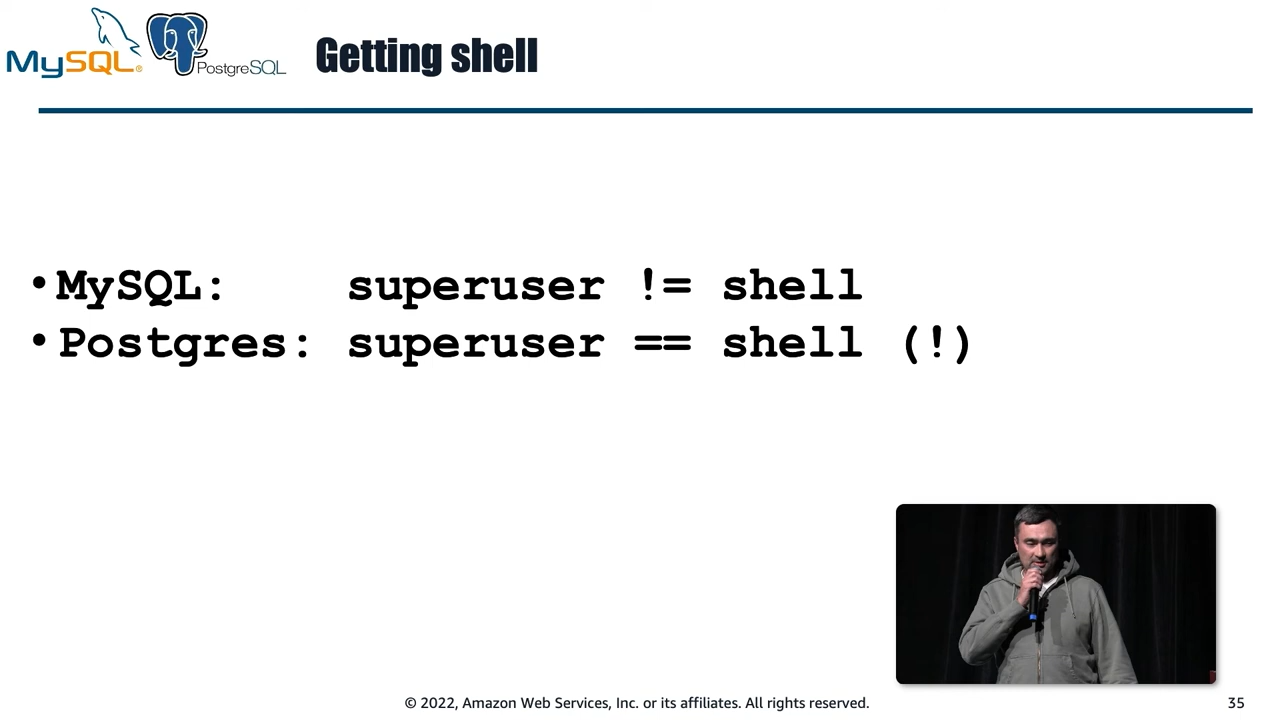 MySQL®
PostgreSQL
Getting shell
• MySQL: superuser != shell
• Postgres: superuser == shell (!)
© 2022, Amazon Web Services, Inc. or its affiliates. All rights reserved.
35